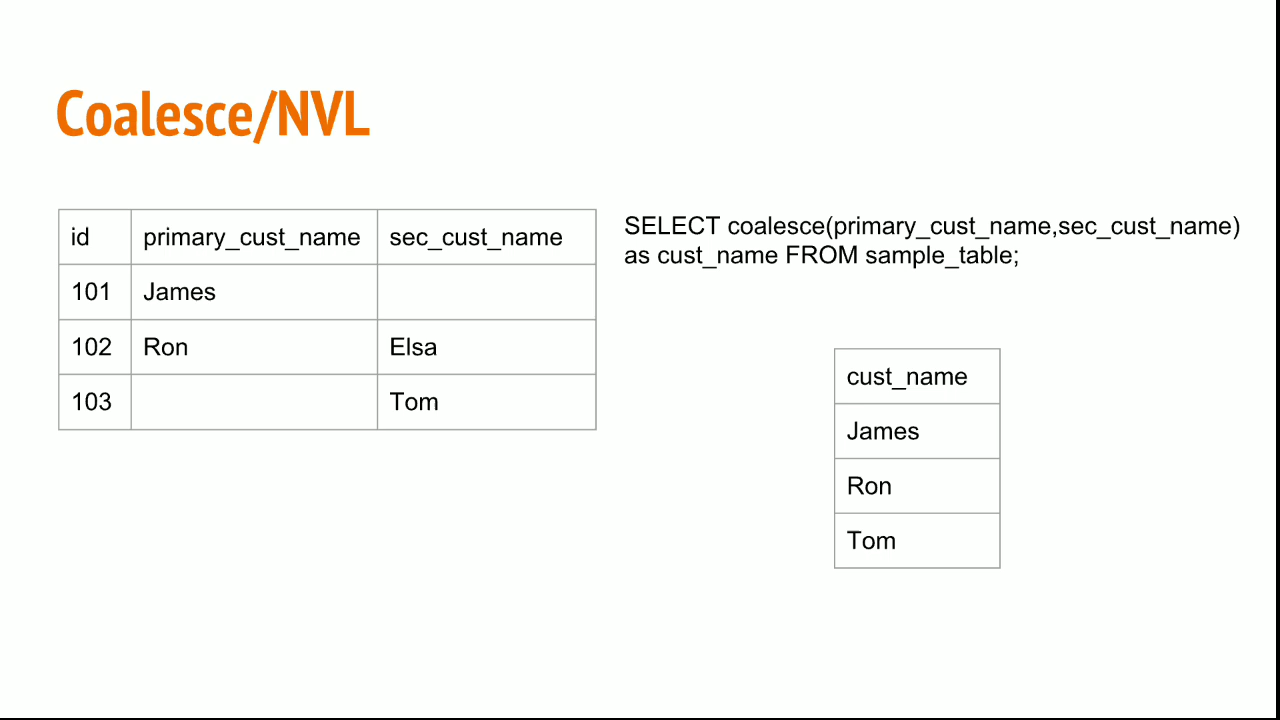 Coalesce/NVL
id primary_cust_name sec_cust_name
101 James
102 Ron Elsa
103 Tom
SELECT coalesce(primary_cust_name,sec_cust_name)
as cust_name FROM sample_table;
cust_name
James
Ron
Tom